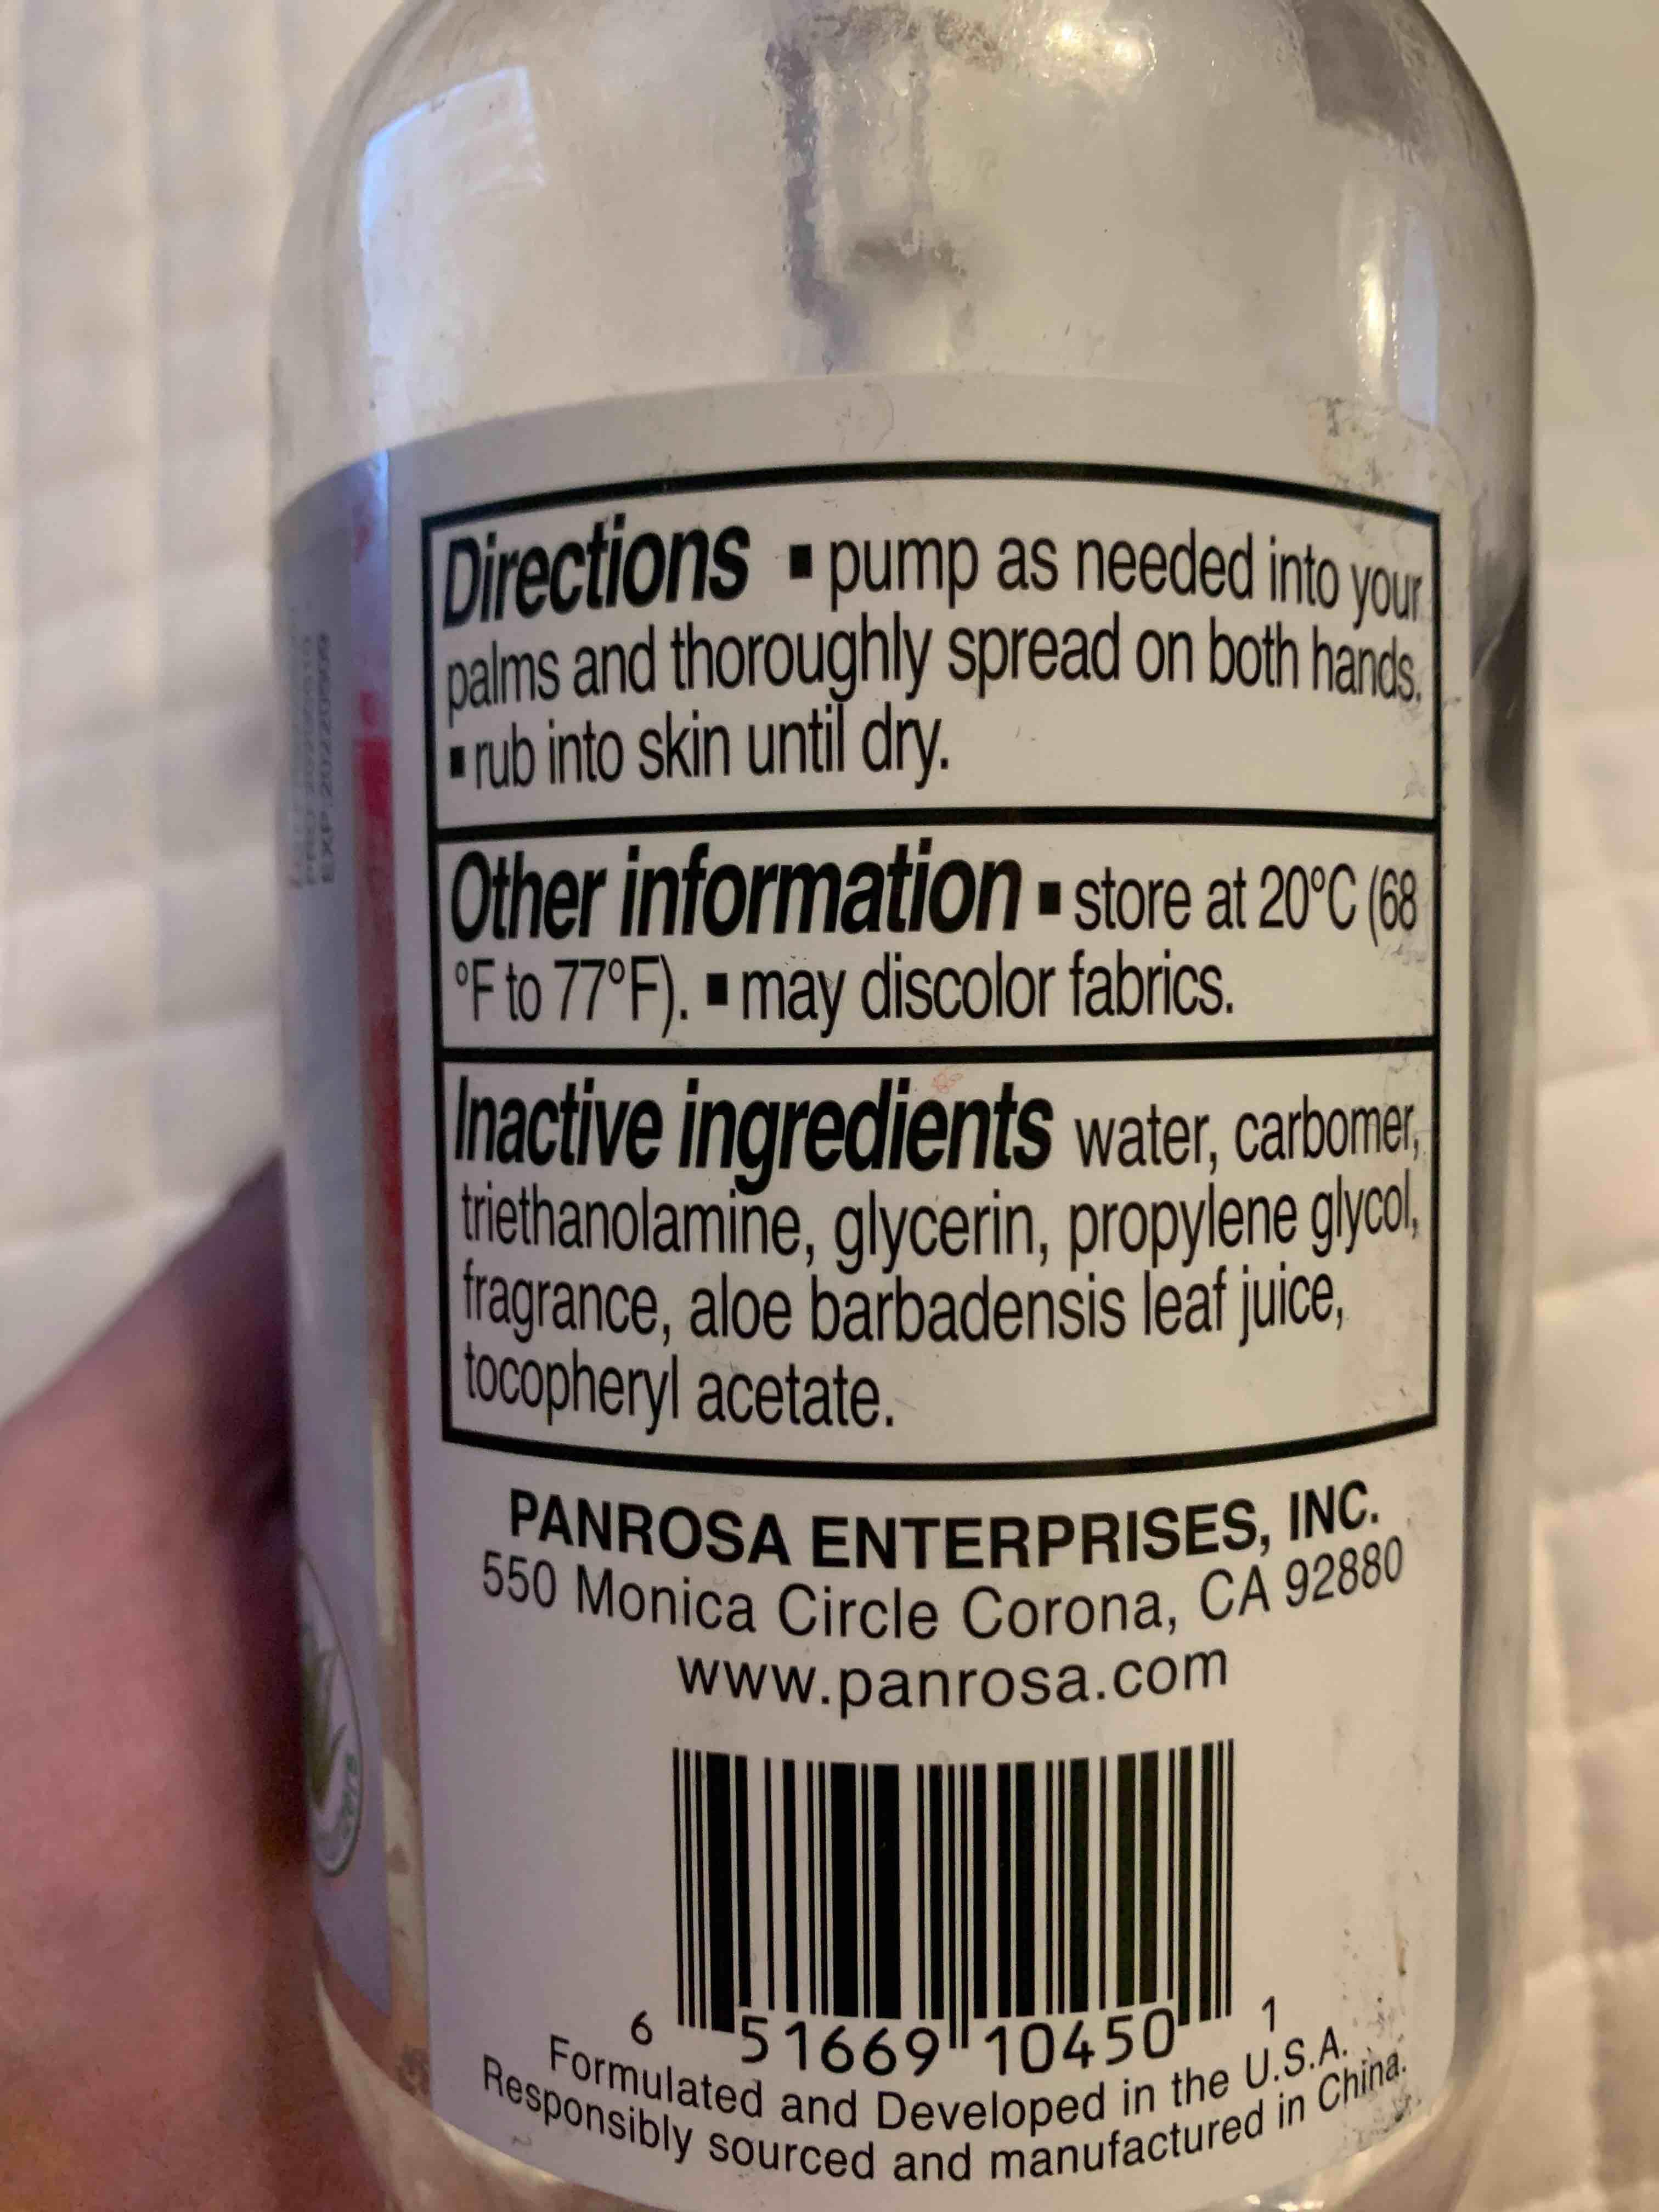 Directions ▪ pump as needed into your
palms and thoroughly spread on both hands.
▪ rub into skin until dry.
Other information ▪ store at 20°C (68
°F to 77°F). ▪ may discolor fabrics.
Inactive ingredients water, carbomer,
triethanolamine, glycerin, propylene glycol,
fragrance, aloe barbadensis leaf juice,
tocopheryl acetate.
PANROSA ENTERPRISES, INC.
550 Monica Circle Corona, CA 92880
www.panrosa.com
6 51669 10450 1
Formulated and Developed in the U.S.A.
Responsibly sourced and manufactured in China.